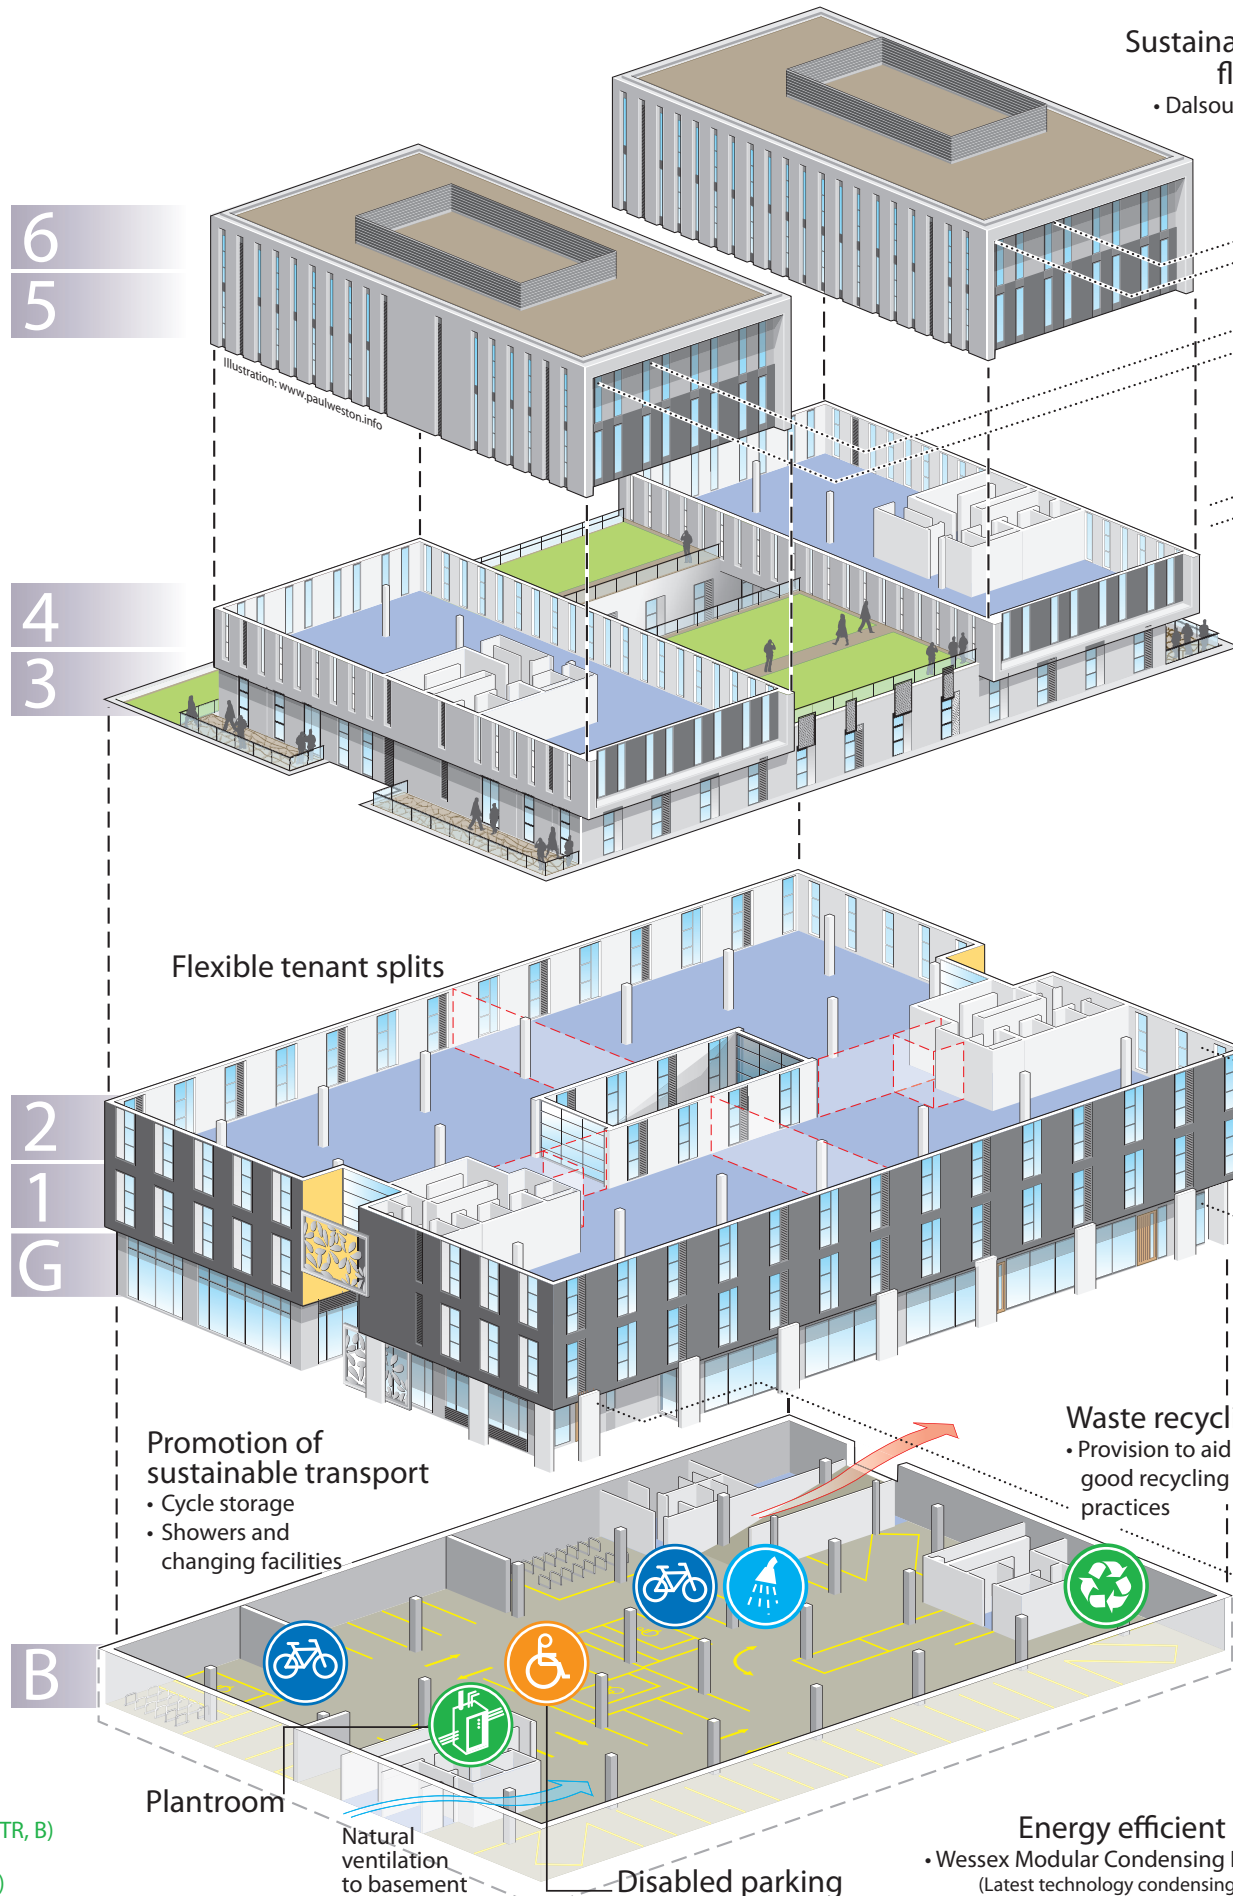 Sustaina
fl
• Dalsou
6
5
Illustration: www.paulweston.info
4
3
Flexible tenant splits
2
1
G
Promotion of
sustainable transport
• Cycle storage
• Showers and
changing facilities
Waste recycli
• Provision to aid
good recycling
practices
B
Plantroom
Natural
ventilation
to basement
Disabled parking
TR, B)
)
Energy efficient
• Wessex Modular Condensing
(Latest technology condensing